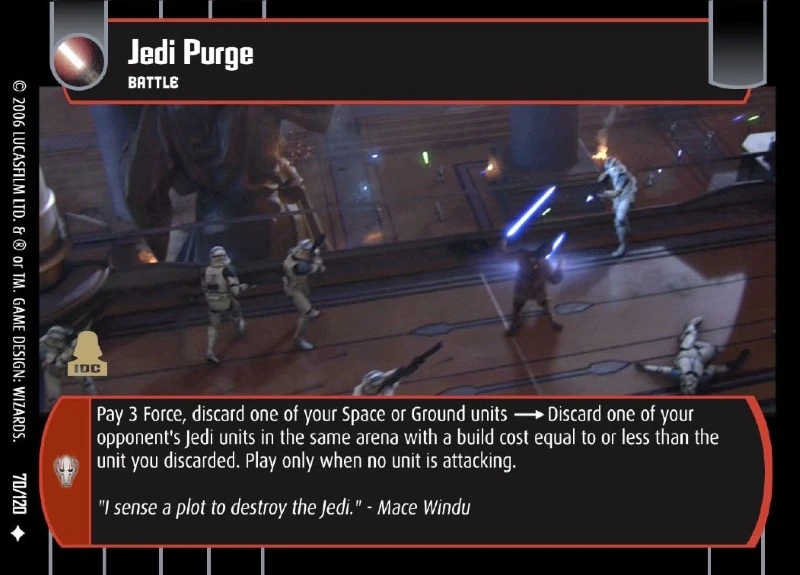 Jedi Purge
BATTLE
© 2006 LUCASFILM LTD. & ® or TM. GAME DESIGN: WIZARDS. 70/120
IDC
Pay 3 Force, discard one of your Space or Ground units → Discard one of your
opponent's Jedi units in the same arena with a build cost equal to or less than the
unit you discarded. Play only when no unit is attacking.
"I sense a plot to destroy the Jedi." - Mace Windu